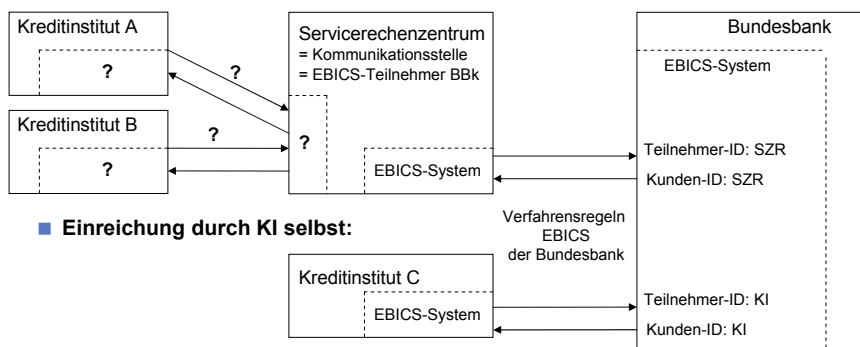 Kreditinstitut A
?
?
Kreditinstitut B
?
?
Servicerechenzentrum
= Kommunikationsstelle
= EBICS-Teilnehmer BBk
?
EBICS-System
Bundesbank
EBICS-System
Teilnehmer-ID: SZR
Kunden-ID: SZR
Einreichung durch KI selbst:
Verfahrensregeln
EBICS
der Bundesbank
Kreditinstitut C
EBICS-System
Teilnehmer-ID: KI
Kunden-ID: KI